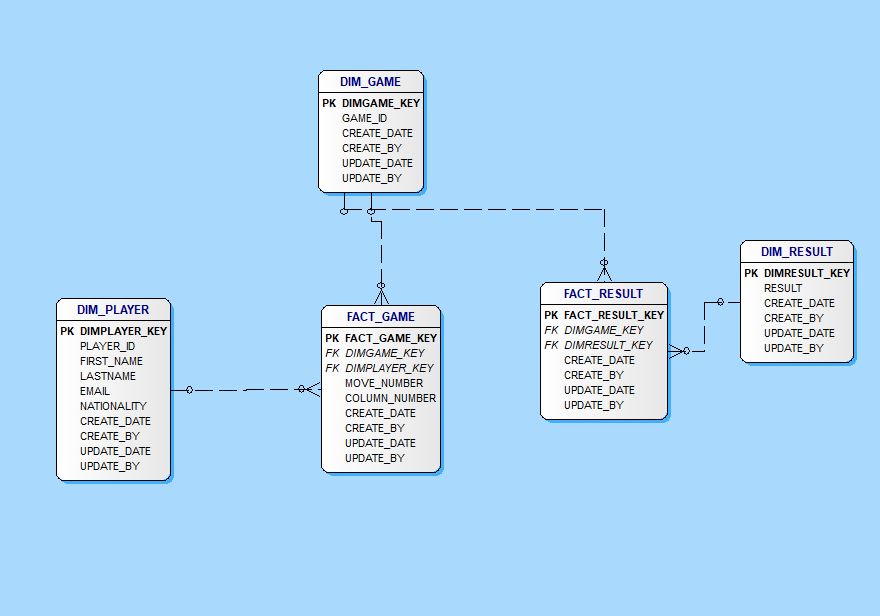 DIM_GAME
PK DIMGAME_KEY
GAME_ID
CREATE_DATE
CREATE_BY
UPDATE_DATE
UPDATE_BY
DIM_PLAYER
PK DIMPLAYER_KEY
PLAYER_ID
FIRST_NAME
LASTNAME
EMAIL
NATIONALITY
CREATE_DATE
CREATE_BY
UPDATE_DATE
UPDATE_BY
FACT_GAME
PK FACT_GAME_KEY
FK DIMGAME_KEY
FK DIMPLAYER_KEY
MOVE_NUMBER
COLUMN_NUMBER
CREATE_DATE
CREATE_BY
UPDATE_DATE
UPDATE_BY
FACT_RESULT
PK FACT_RESULT_KEY
FK DIMGAME_KEY
FK DIMRESULT_KEY
CREATE_DATE
CREATE_BY
UPDATE_DATE
UPDATE_BY
DIM_RESULT
PK DIMRESULT_KEY
RESULT
CREATE_DATE
CREATE_BY
UPDATE_DATE
UPDATE_BY